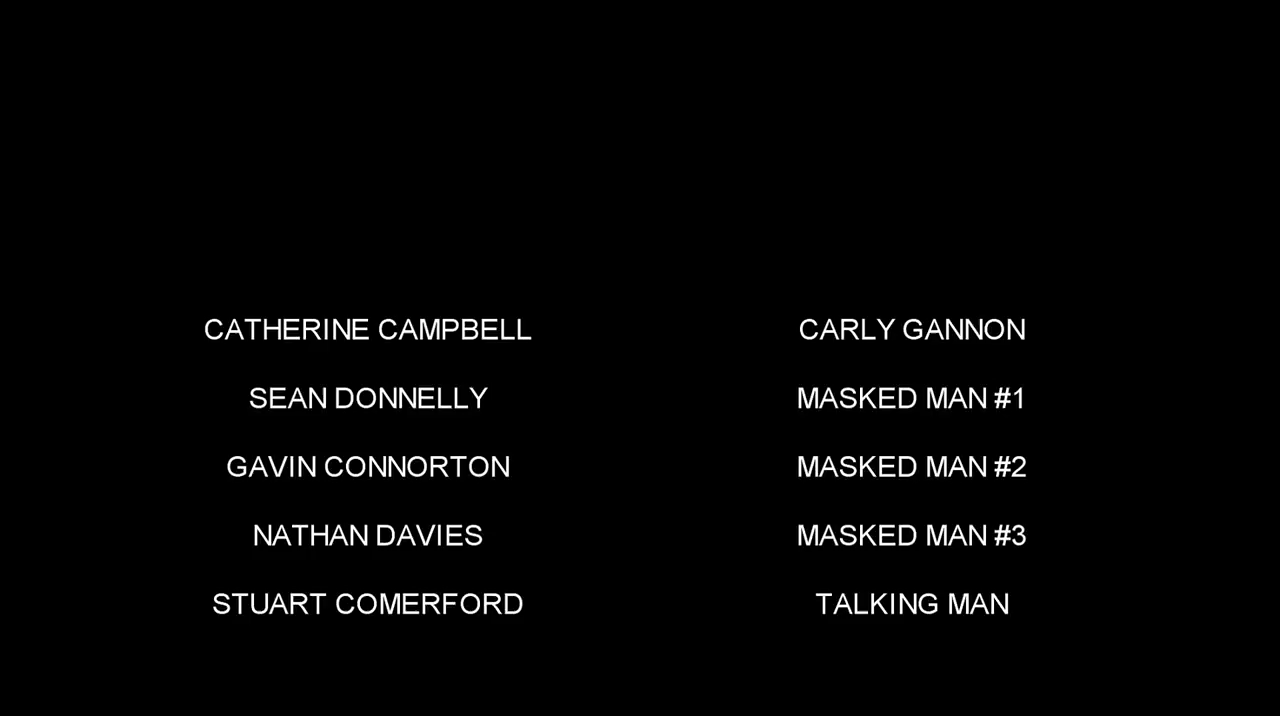 CATHERINE CAMPBELL CARLY GANNON
SEAN DONNELLY MASKED MAN #1
GAVIN CONNORTON MASKED MAN #2
NATHAN DAVIES MASKED MAN #3
STUART COMERFORD TALKING MAN